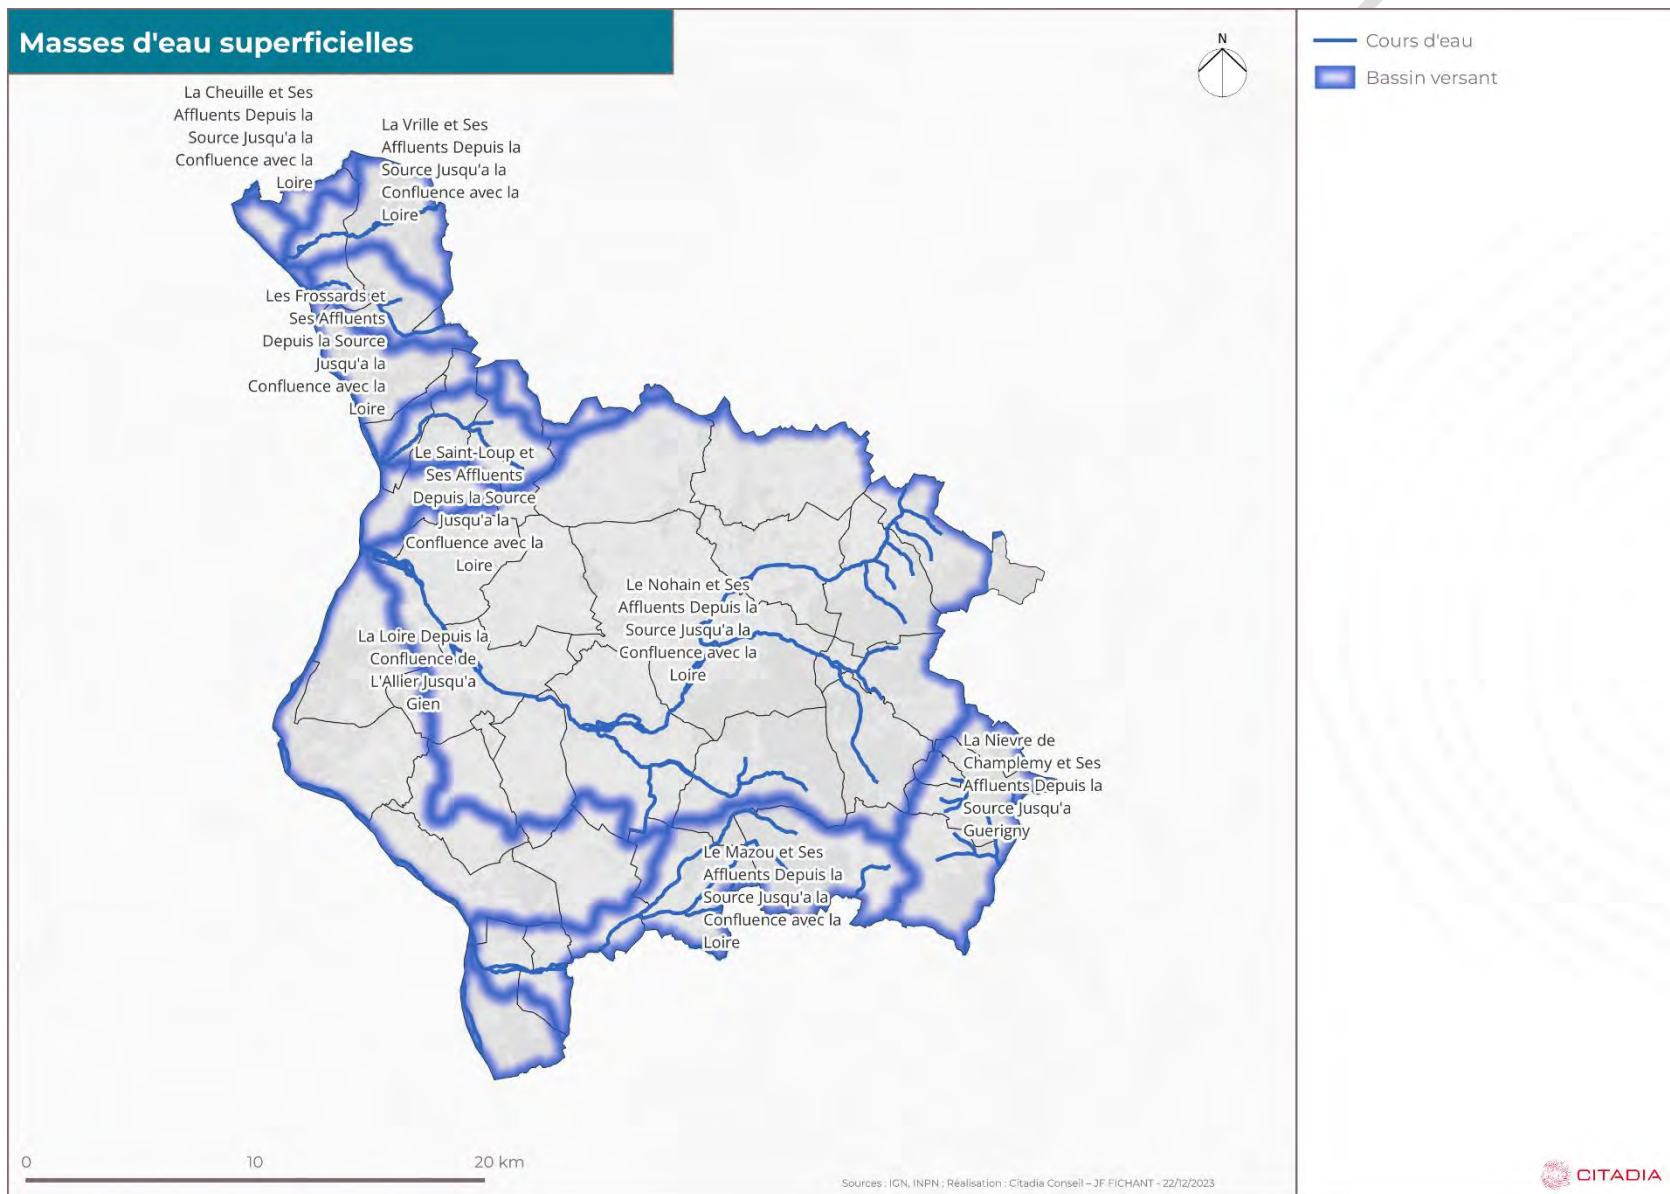 Masses d'eau superficielles
N
Cours d'eau
Bassin versant
La Cheuille et Ses
Affluents Depuis la
Source Jusqu'a la
Confluence avec la
Loire
La Vrille et Ses
Affluents Depuis la
Source Jusqu'a la
Confluence avec la
Loire
Les Frossards et
Ses Affluents
Depuis la Source
Jusqu'a la
Confluence avec la
Loire
Le Saint-Loup et
Ses Affluents
Depuis la Source
Jusqu'a la
Confluence avec la
Loire
Le Nohain et Ses
Affluents Depuis la
Source Jusqu'a la
Confluence avec la
Loire
La Loire Depuis la
Confluence de
L'Allier Jusqu'a
Gien
La Nievre de
Champlemy et Ses
Affluents Depuis la
Source Jusqu'a
Guerigny
Le Mazou et Ses
Affluents Depuis la
Source Jusqu'a la
Confluence avec la
Loire
0 10 20 km
Sources : IGN, INPN ; Réalisation : Citadia Conseil – JF FICHANT - 22/12/2023
CITADIA